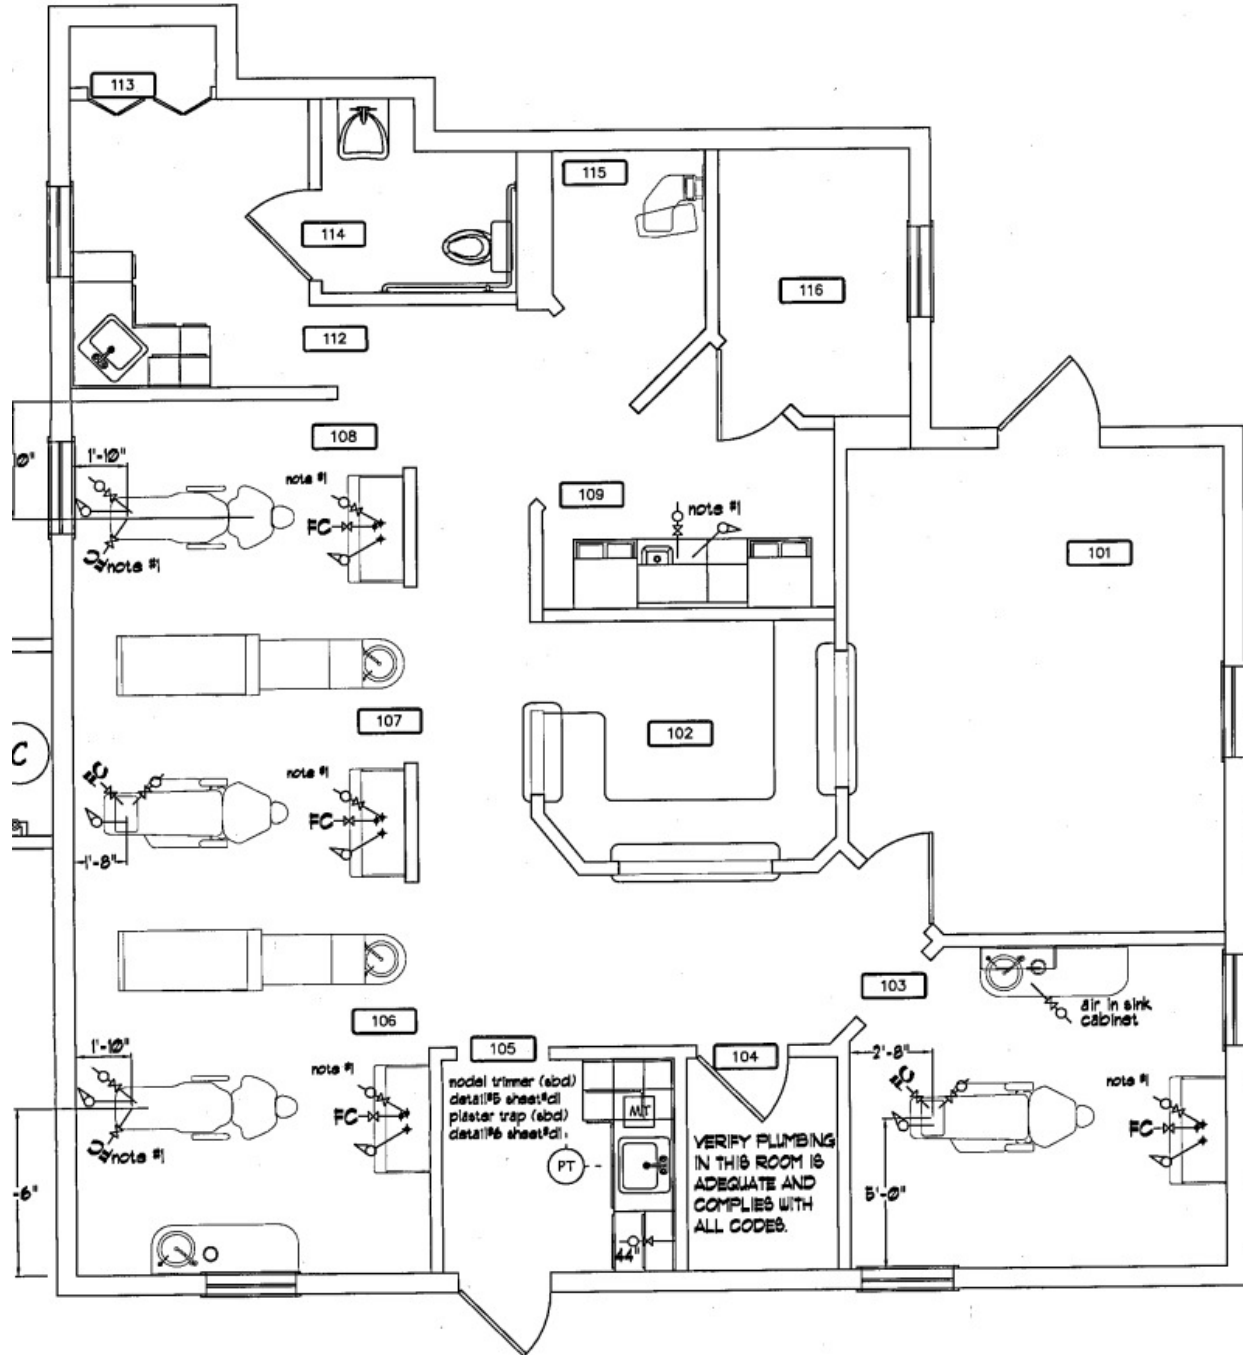 113
115
114
116
112
108
0"
1'-10"
note #1
109
note #1
FC
101
FC/note #1
107
102
C
FC
note #1
FC
1'-8"
103
air in sink
cabinet
106
105
104
1'-10"
note #1
model trimmer (sbd)
detail#5 sheet#d1
plaster trap (sbd)
detail#6 sheet#d1
MT
2'-8"
FC
note #1
FC
FC
VERIFY PLUMBING
IN THIS ROOM IS
ADEQUATE AND
COMPLIES WITH
ALL CODES.
FC/note #1
PT
-6"
5'-0"
44"